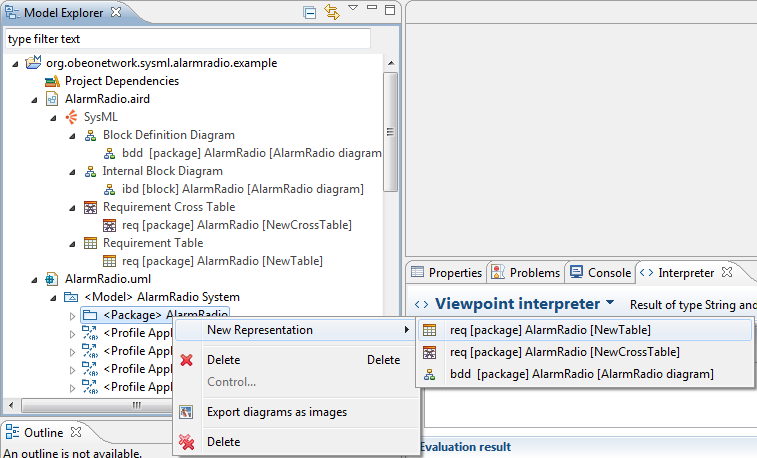 Model Explorer
type filter text
org.obeonetwork.sysml.alarmradio.example
Project Dependencies
AlarmRadio.aird
SysML
Block Definition Diagram
bdd [package] AlarmRadio [AlarmRadio diagram
Internal Block Diagram
ibd [block] AlarmRadio [AlarmRadio diagram]
Requirement Cross Table
req [package] AlarmRadio [NewCrossTable]
Requirement Table
req [package] AlarmRadio [NewTable]
AlarmRadio.uml
<Model> AlarmRadio System
<Package> AlarmRadio
<Profile Appl
<Profile Appl
<Profile Appl
<Profile Appl
New Representation
Delete Delete
Control...
Export diagrams as images
Delete
req [package] AlarmRadio [NewTable]
req [package] AlarmRadio [NewCrossTable]
bdd [package] AlarmRadio [AlarmRadio diagram]
Properties Problems Console Interpreter
Viewpoint interpreter Result of type String and
Evaluation result
Outline
An outline is not available.